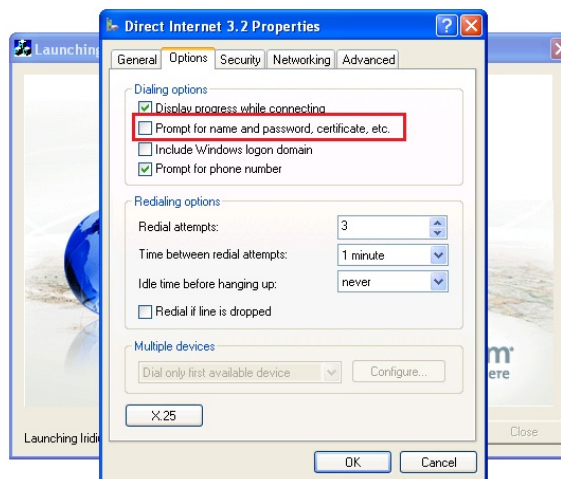 Direct Internet 3.2 Properties
Launching
General Options Security Networking Advanced
Dialing options
Display progress while connecting
Prompt for name and password, certificate, etc.
Include Windows logon domain
Prompt for phone number
Redialing options
Redial attempts: 3
Time between redial attempts: 1 minute
Idle time before hanging up: never
Redial if line is dropped
Multiple devices
Dial only first available device Configure...
X.25
Close
Launching Iridi
OK Cancel